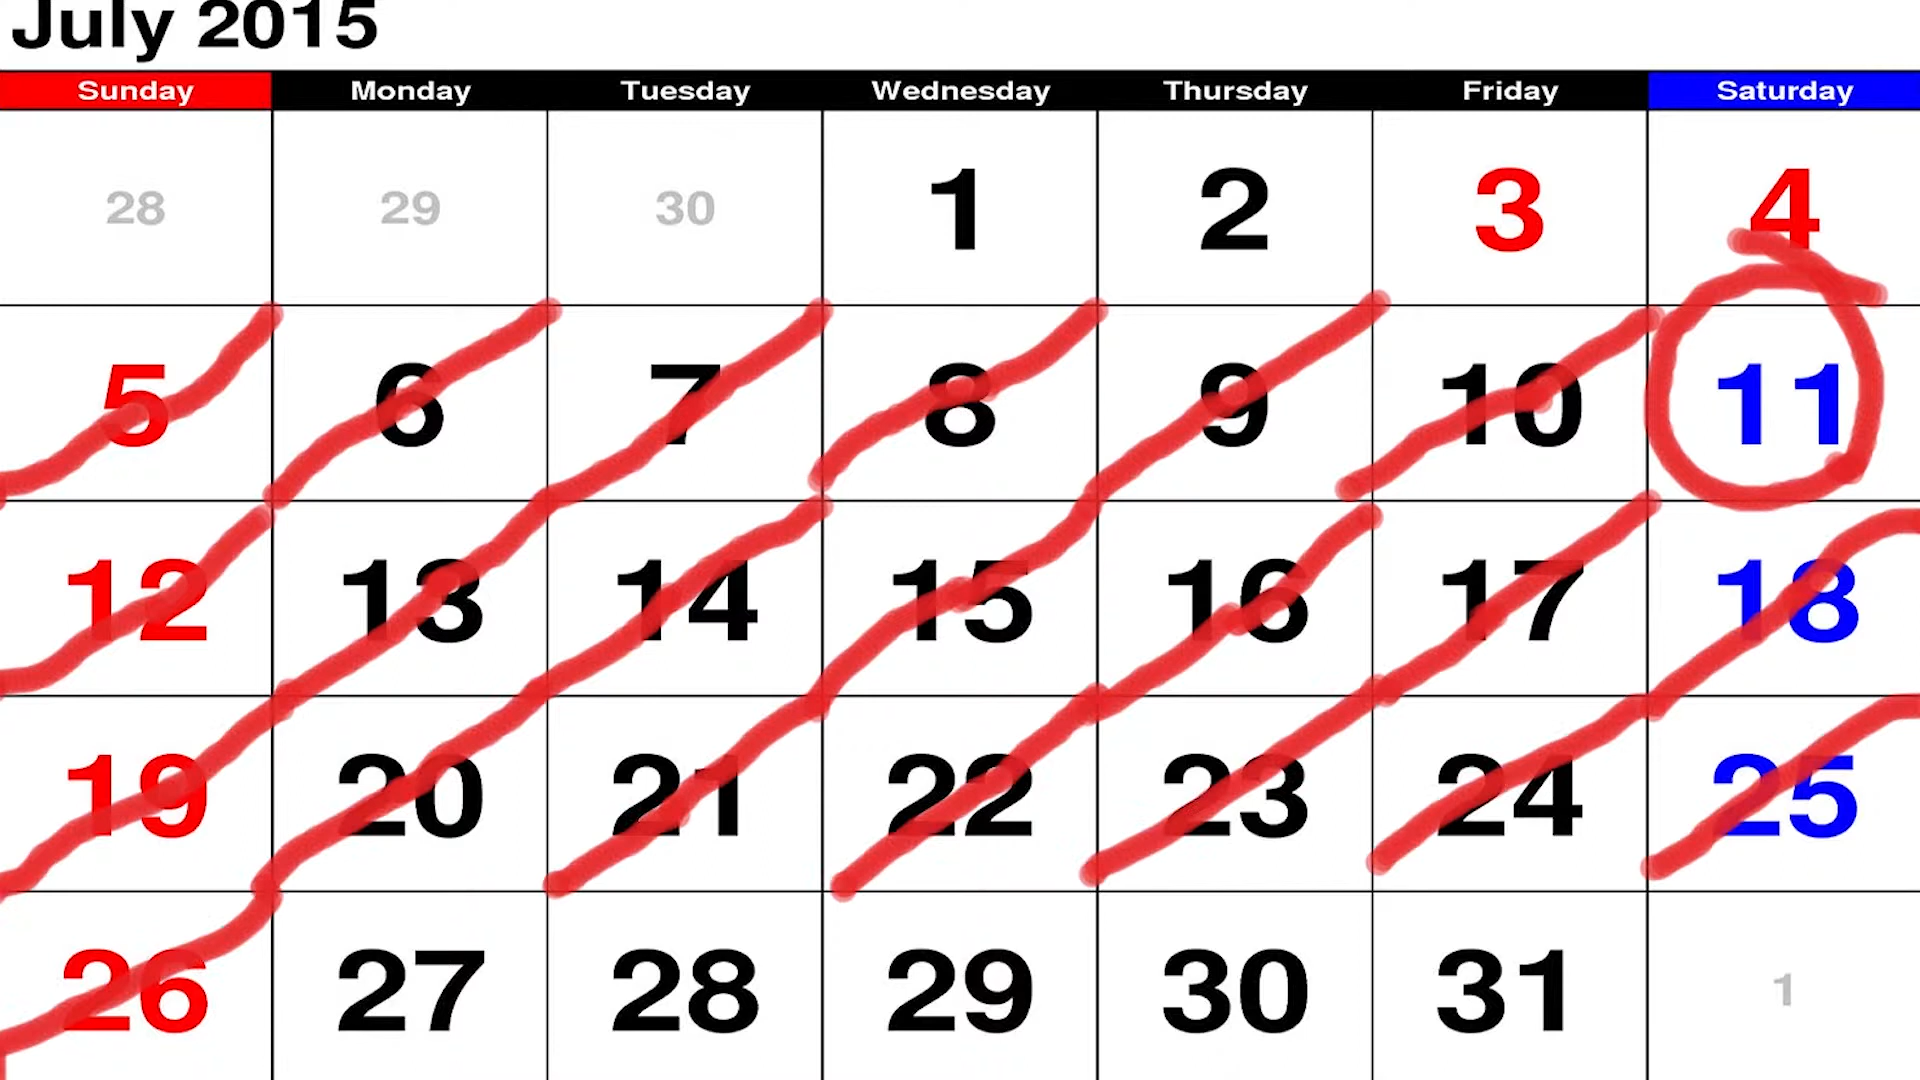 July 2015
Sunday Monday Tuesday Wednesday Thursday Friday Saturday
28 29 30 1 2 3 4
5 6 7 8 9 10 11
12 13 14 15 16 17 18
19 20 21 22 23 24 25
26 27 28 29 30 31 1